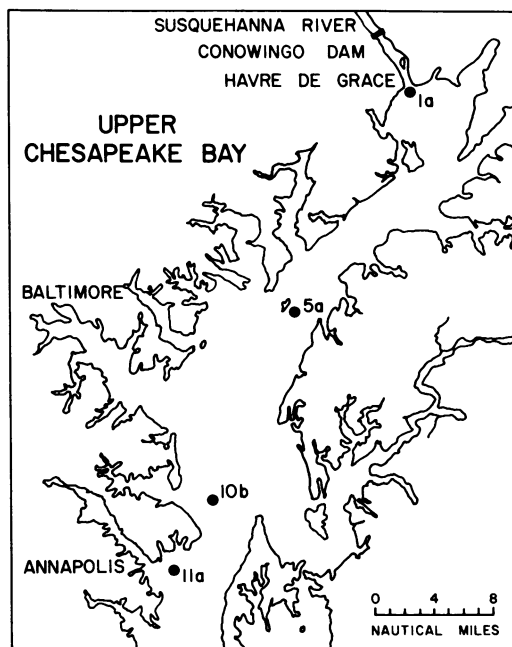 SUSQUEHANNA RIVER
CONOWINGO DAM
HAVRE DE GRACE
1a
UPPER
CHESAPEAKE BAY
BALTIMORE
5a
10b
ANNAPOLIS
11a
0 4 8
NAUTICAL MILES